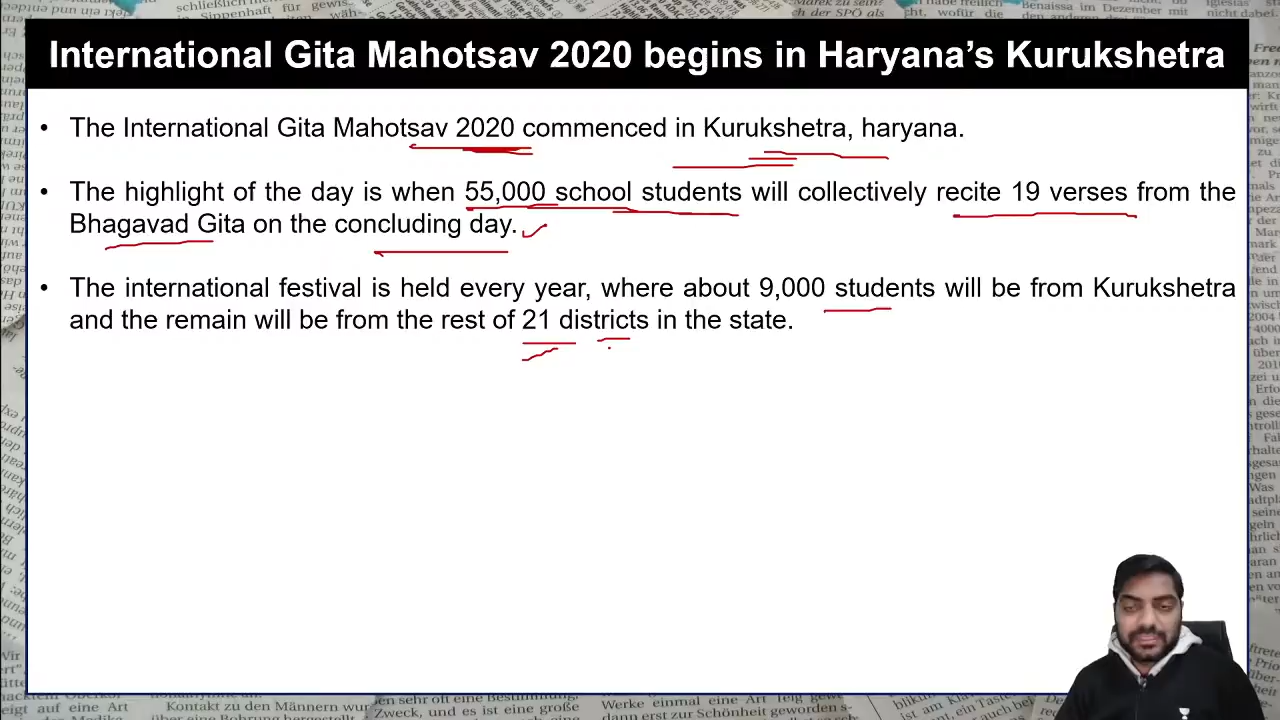 International Gita Mahotsav 2020 begins in Haryana’s Kurukshetra
• The International Gita Mahotsav 2020 commenced in Kurukshetra, haryana.
• The highlight of the day is when 55,000 school students will collectively recite 19 verses from the
Bhagavad Gita on the concluding day.
• The international festival is held every year, where about 9,000 students will be from Kurukshetra
and the remain will be from the rest of 21 districts in the state.